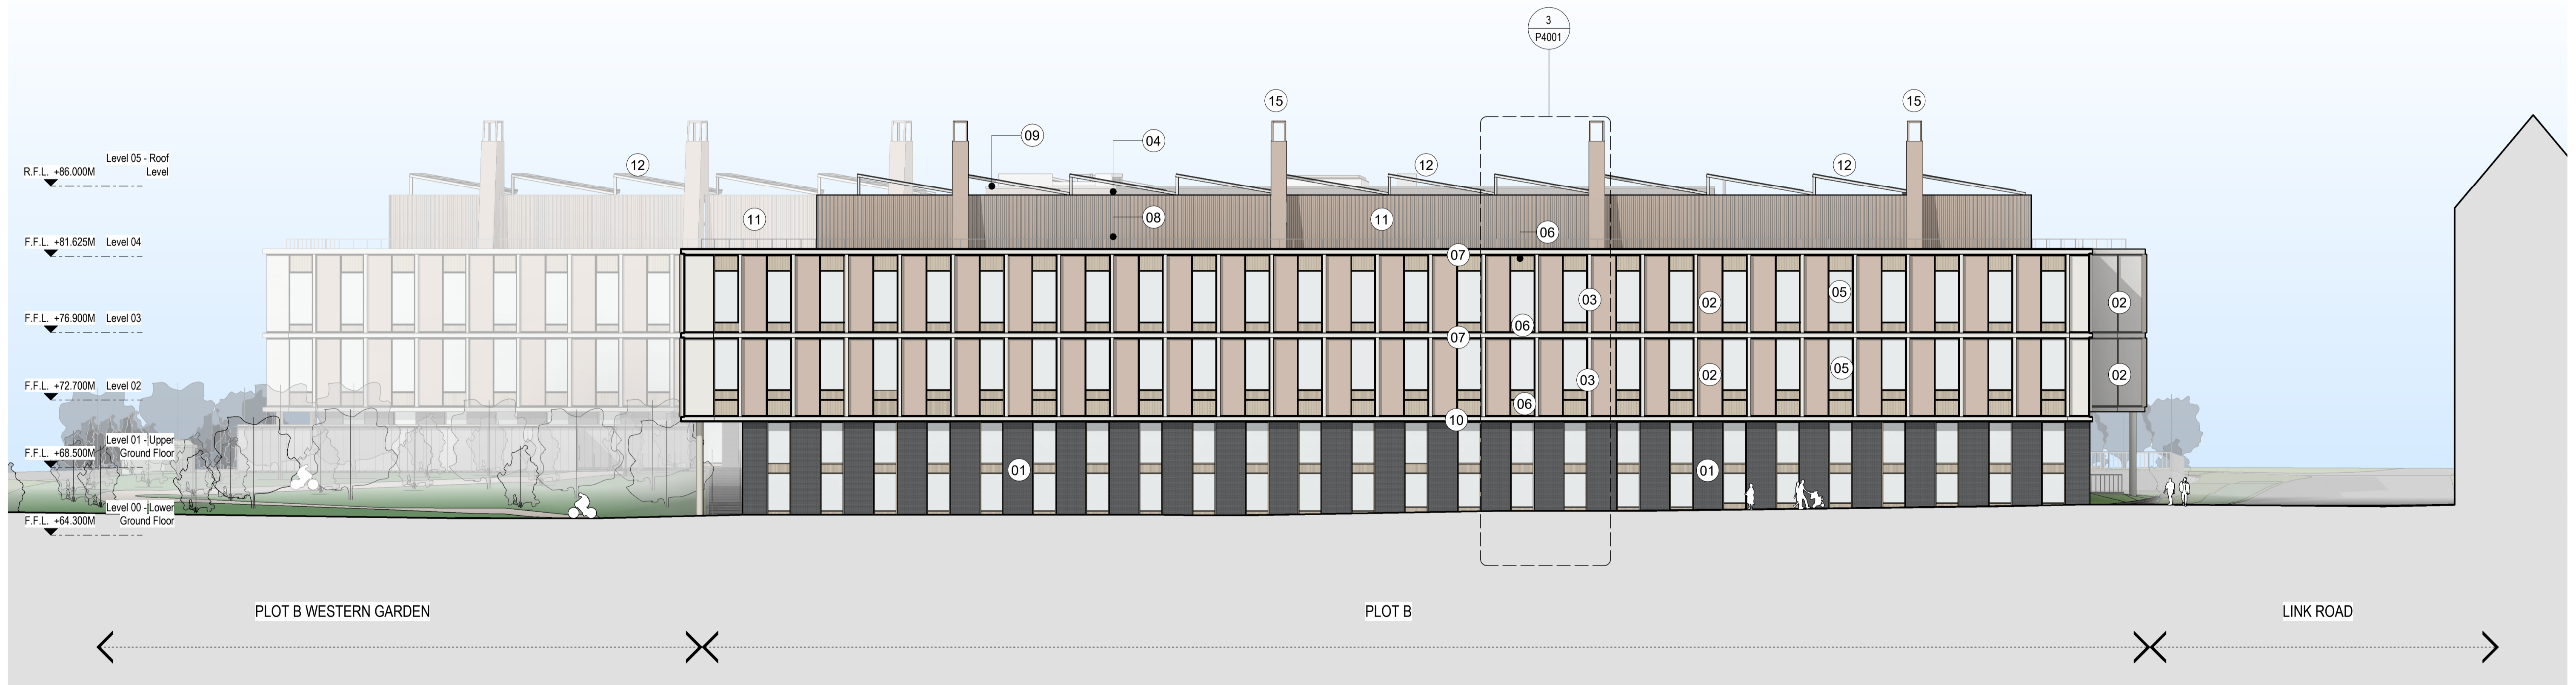 3
P4001
15
15
09
04
12
12
12
Level 05 - Roof
R.F.L. +86.000M Level
11
08
11
06
F.F.L. +81.625M Level 04
07
03
02
05
02
F.F.L. +76.900M Level 03
06
07
F.F.L. +72.700M Level 02
03
02
05
02
06
10
Level 01 - Upper
F.F.L. +68.500M Ground Floor
01
01
Level 00 - Lower
F.F.L. +64.300M Ground Floor
PLOT B WESTERN GARDEN
PLOT B
LINK ROAD